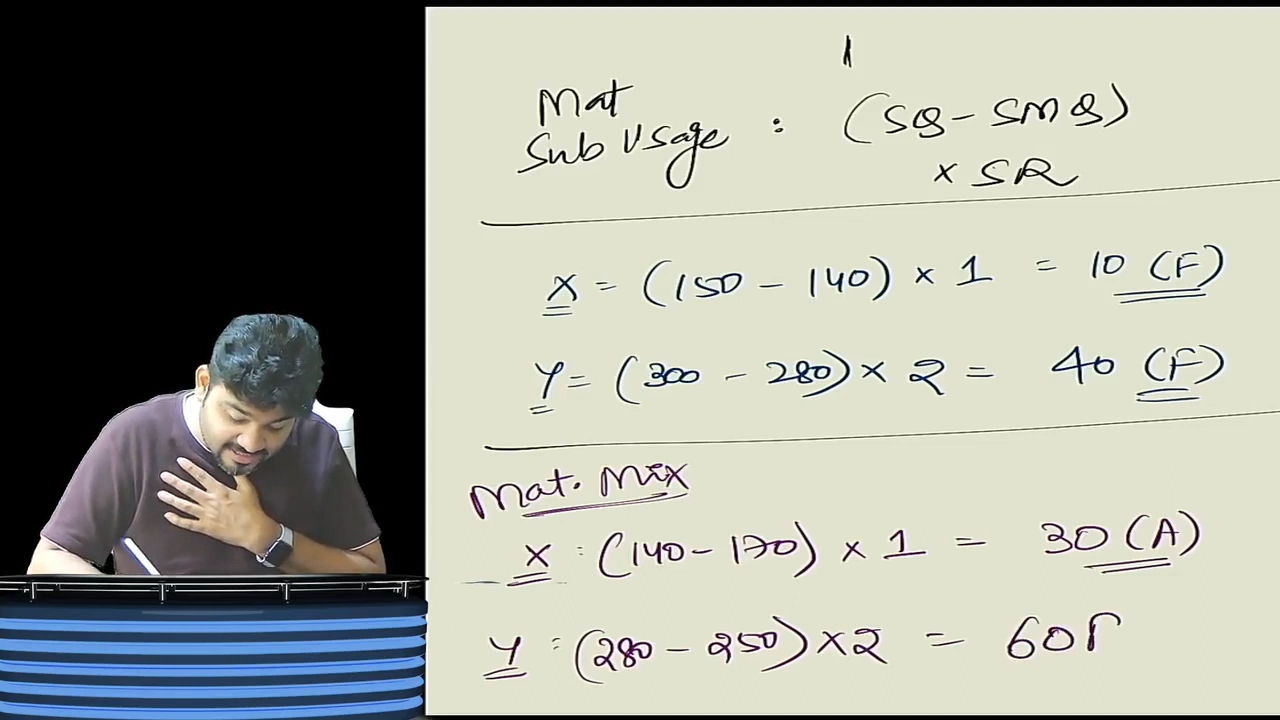 Mat
Sub Usage : (SQ - SMQ)
× SR
X = (150 - 140) × 1 = 10 (F)
Y = (300 - 280) × 2 = 40 (F)
Mat. Mix
X : (140 - 170) × 1 = 30 (A)
Y : (280 - 250) × 2 = 60